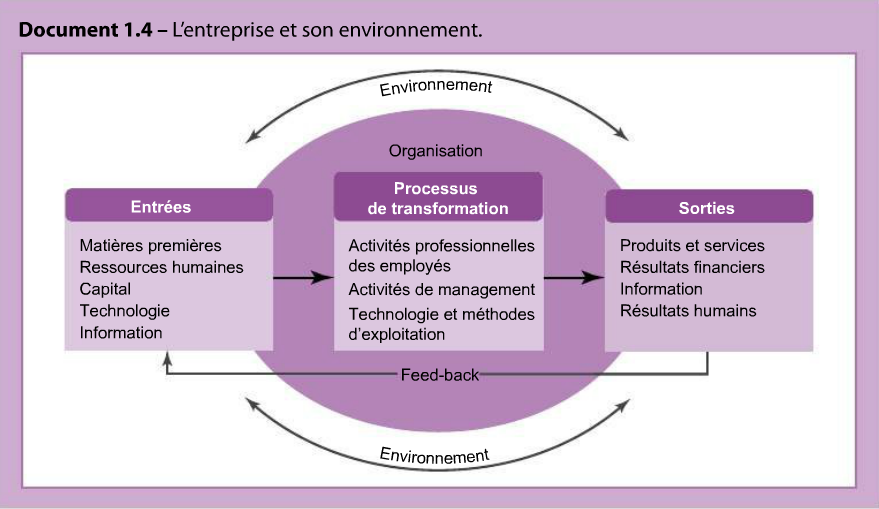 Document 1.4 – L’entreprise et son environnement.
Environnement
Organisation
Entrées
Matières premières
Ressources humaines
Capital
Technologie
Information
Processus
de transformation
Activités professionnelles
des employés
Activités de management
Technologie et méthodes
d’exploitation
Sorties
Produits et services
Résultats financiers
Information
Résultats humains
Feed-back
Environnement